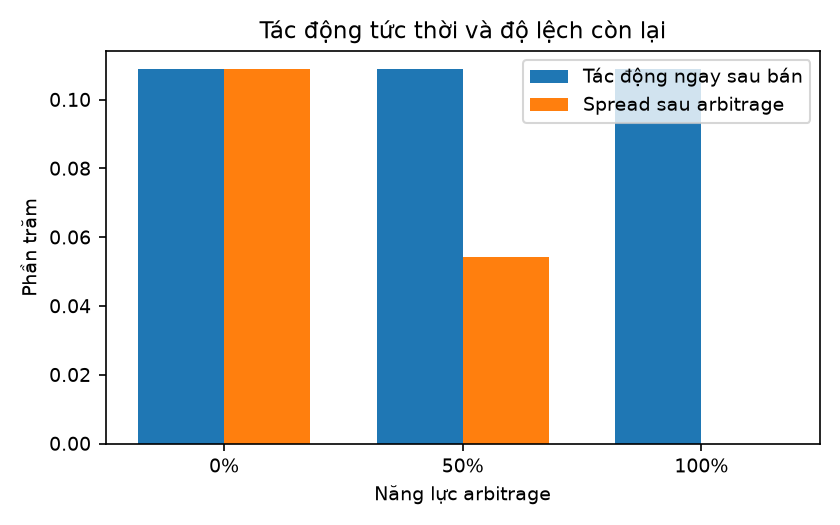 Tác động tức thời và độ lệch còn lại
Tác động ngay sau bán
Spread sau arbitrage
Phần trăm
0.10
0.08
0.06
0.04
0.02
0.00
0%
50%
100%
Năng lực arbitrage